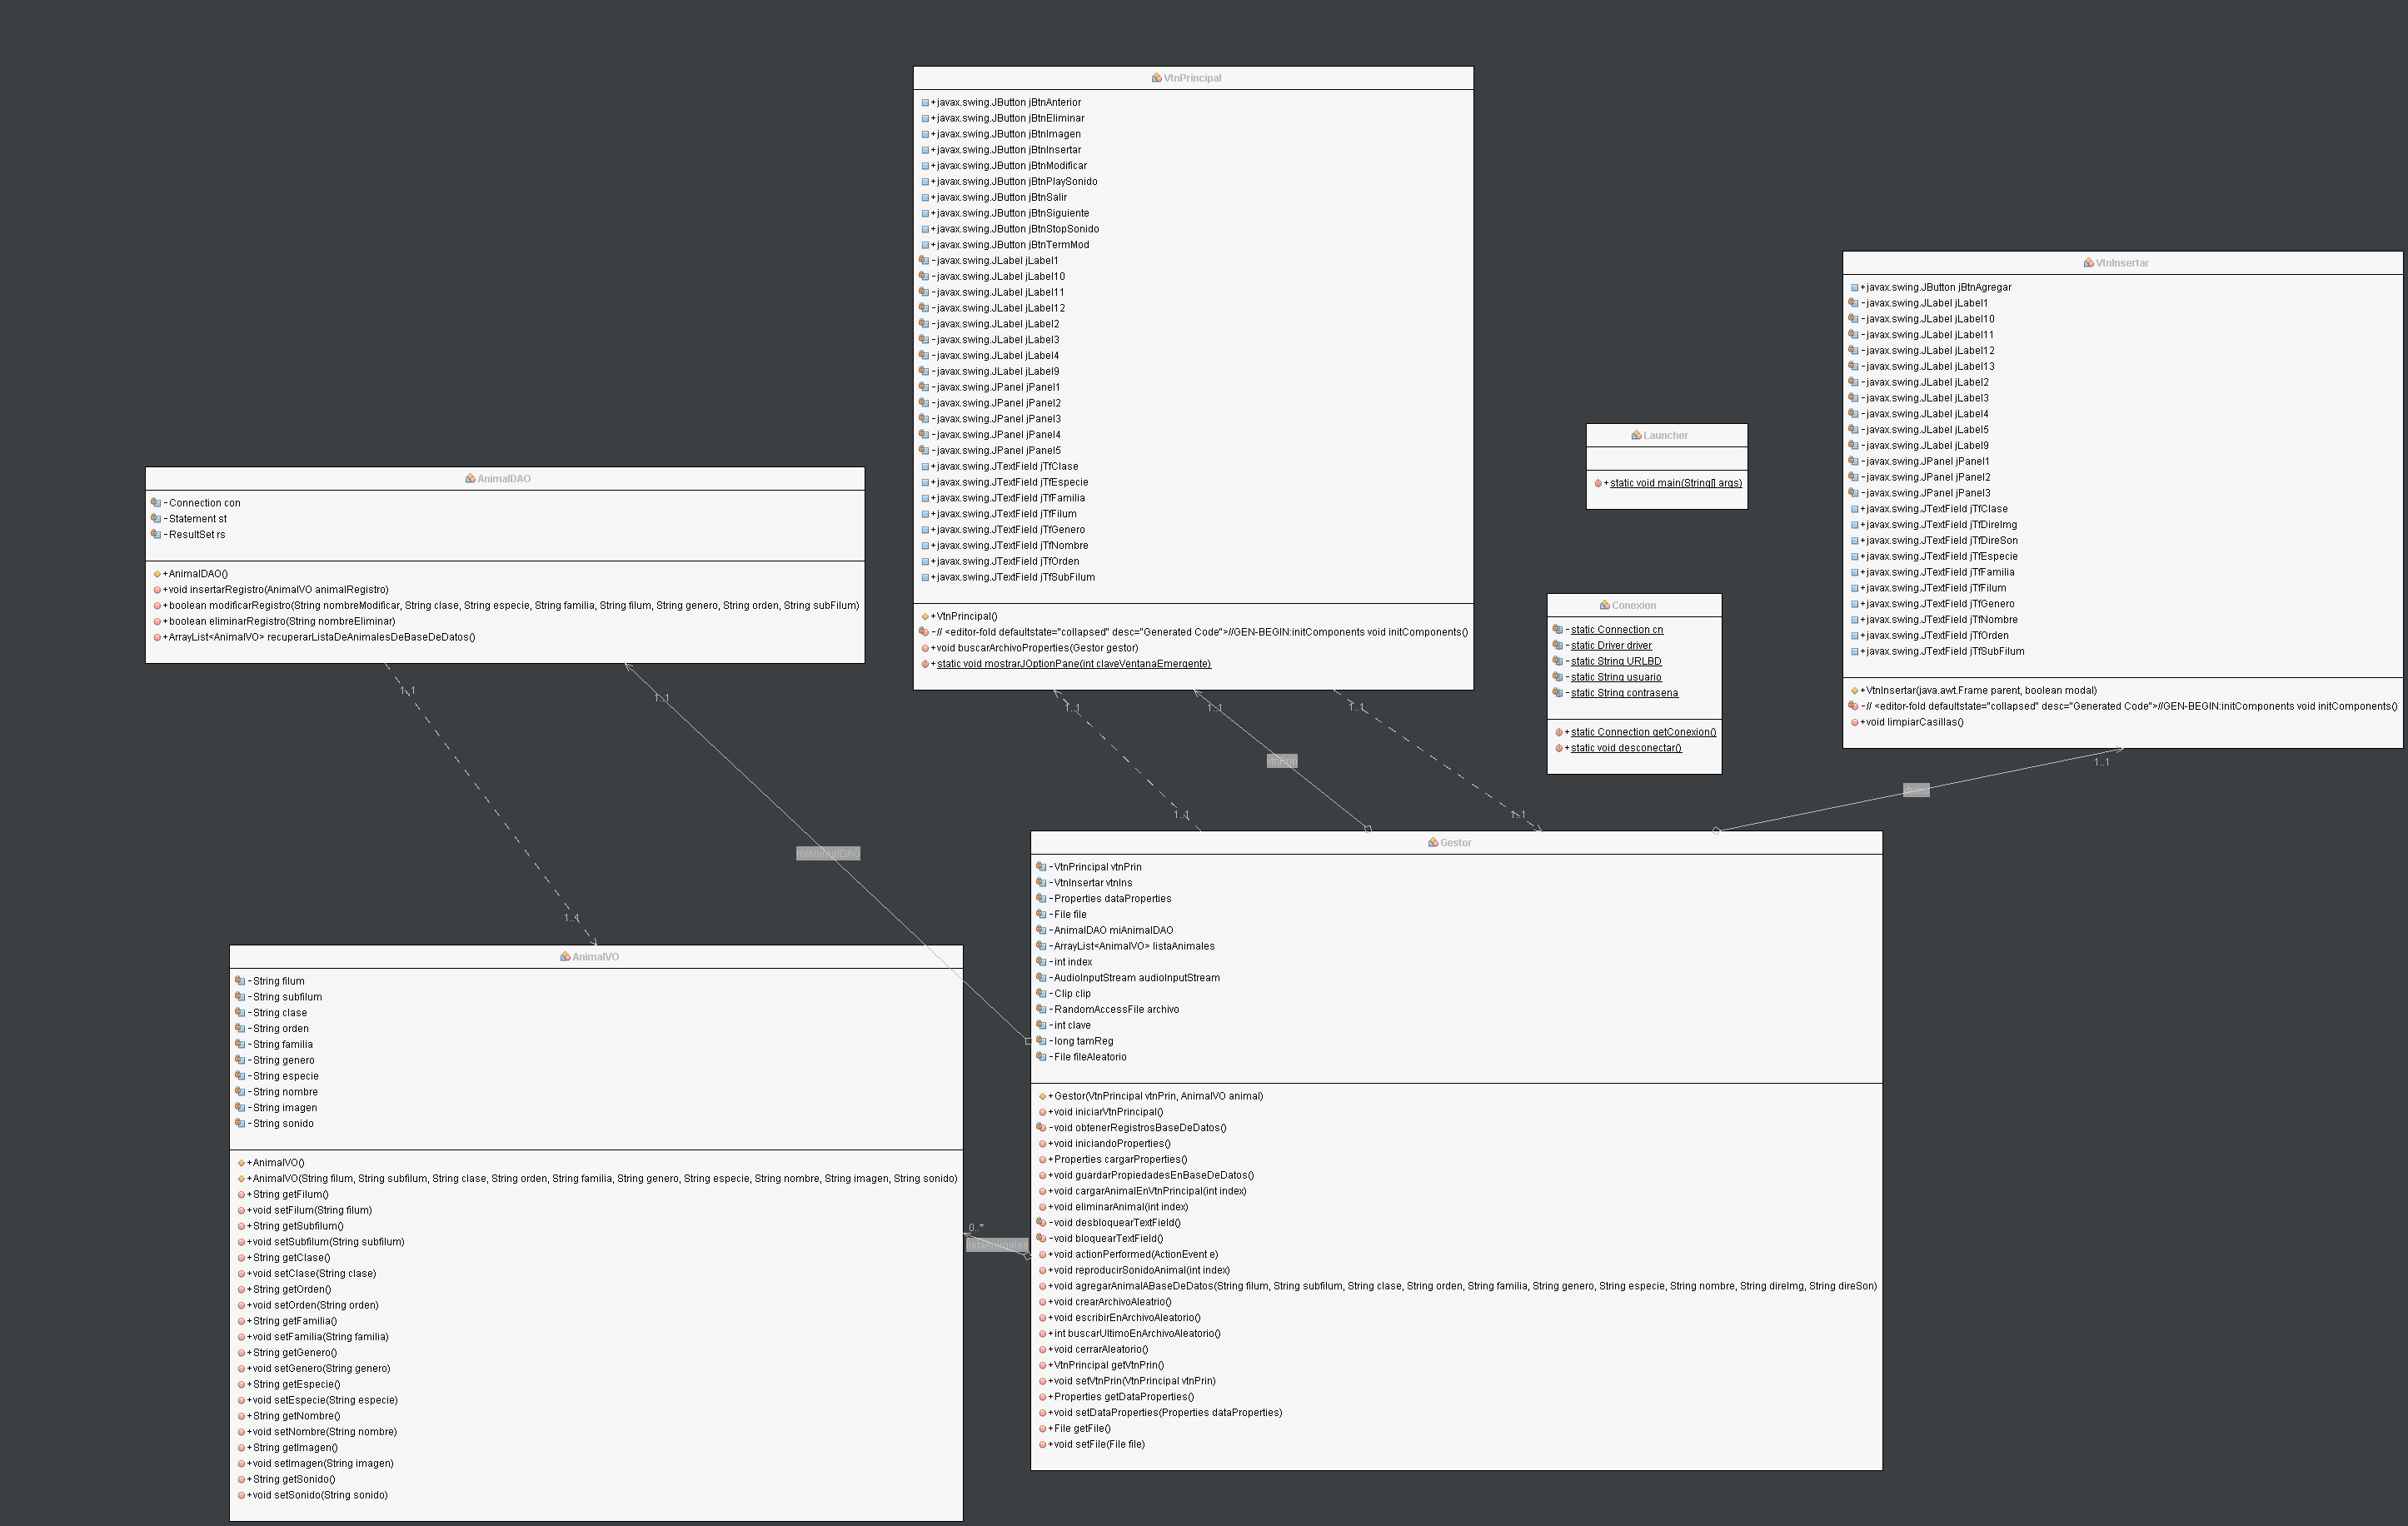 VtnPrincipal
+javax.swing.JButton jBtnAnterior
+javax.swing.JButton jBtnEliminar
+javax.swing.JButton jBtnImagen
+javax.swing.JButton jBtnInsertar
+javax.swing.JButton jBtnModificar
+javax.swing.JButton jBtnPlaySonido
+javax.swing.JButton jBtnSalir
+javax.swing.JButton jBtnSiguiente
+javax.swing.JButton jBtnStopSonido
+javax.swing.JButton jBtnTermMod
-javax.swing.JLabel jLabel1
-javax.swing.JLabel jLabel10
-javax.swing.JLabel jLabel11
-javax.swing.JLabel jLabel12
-javax.swing.JLabel jLabel2
-javax.swing.JLabel jLabel3
-javax.swing.JLabel jLabel4
-javax.swing.JLabel jLabel9
-javax.swing.JPanel jPanel1
-javax.swing.JPanel jPanel2
-javax.swing.JPanel jPanel3
-javax.swing.JPanel jPanel4
-javax.swing.JPanel jPanel5
+javax.swing.JTextField jTfClase
+javax.swing.JTextField jTfEspecie
+javax.swing.JTextField jTfFamilia
+javax.swing.JTextField jTfFilum
+javax.swing.JTextField jTfGenero
+javax.swing.JTextField jTfNombre
+javax.swing.JTextField jTfOrden
+javax.swing.JTextField jTfSubFilum
+VtnPrincipal()
-// <editor-fold defaultstate="collapsed" desc="Generated Code">//GEN-BEGIN:initComponents void initComponents()
+void buscarArchivoProperties(Gestor gestor)
+static void mostrarJOptionPane(int claveVentanaEmergente)
VtnInsertar
+javax.swing.JButton jBtnAgregar
-javax.swing.JLabel jLabel1
-javax.swing.JLabel jLabel10
-javax.swing.JLabel jLabel11
-javax.swing.JLabel jLabel12
-javax.swing.JLabel jLabel13
-javax.swing.JLabel jLabel2
-javax.swing.JLabel jLabel3
-javax.swing.JLabel jLabel4
-javax.swing.JLabel jLabel5
-javax.swing.JLabel jLabel9
-javax.swing.JPanel jPanel1
-javax.swing.JPanel jPanel2
-javax.swing.JPanel jPanel3
+javax.swing.JTextField jTfClase
+javax.swing.JTextField jTfDireImg
+javax.swing.JTextField jTfDireSon
+javax.swing.JTextField jTfEspecie
+javax.swing.JTextField jTfFamilia
+javax.swing.JTextField jTfFilum
+javax.swing.JTextField jTfGenero
+javax.swing.JTextField jTfNombre
+javax.swing.JTextField jTfOrden
+javax.swing.JTextField jTfSubFilum
+VtnInsertar(java.awt.Frame parent, boolean modal)
-// <editor-fold defaultstate="collapsed" desc="Generated Code">//GEN-BEGIN:initComponents void initComponents()
+void limpiarCasillas()
Launcher
+static void main(String[] args)
AnimalDAO
-Connection con
-Statement st
-ResultSet rs
+AnimalDAO()
+void insertarRegistro(AnimalVO animalRegistro)
+boolean modificarRegistro(String nombreModificar, String clase, String especie, String familia, String filum, String genero, String orden, String subFilum)
+boolean eliminarRegistro(String nombreEliminar)
+ArrayList<AnimalVO> recuperarListaDeAnimalesDeBaseDeDatos()
Conexion
-static Connection cn
-static Driver driver
-static String URLBD
-static String usuario
-static String contrasena
+static Connection getConexion()
+static void desconectar()
1..1
1..1
1..1
1..1
1..1
vtnPrin
1..1
1..1
1..1
miAnimalDAO
1..1
Gestor
-VtnPrincipal vtnPrin
-VtnInsertar vtnIns
-Properties dataProperties
-File file
-AnimalDAO miAnimalDAO
-ArrayList<AnimalVO> listaAnimales
-int index
-AudioInputStream audioInputStream
-Clip clip
-RandomAccessFile archivo
-int clave
-long tamReg
-File fileAleatorio
+Gestor(VtnPrincipal vtnPrin, AnimalVO animal)
+void iniciarVtnPrincipal()
-void obtenerRegistrosBaseDeDatos()
+void iniciandoProperties()
+Properties cargarProperties()
+void guardarPropiedadesEnBaseDeDatos()
+void cargarAnimalEnVtnPrincipal(int index)
+void eliminarAnimal(int index)
-void desbloquearTextField()
-void bloquearTextField()
+void actionPerformed(ActionEvent e)
+void reproducirSonidoAnimal(int index)
+void agregarAnimalABaseDeDatos(String filum, String subfilum, String clase, String orden, String familia, String genero, String especie, String nombre, String direImg, String direSon)
+void crearArchivoAleatrio()
+void escribirEnArchivoAleatorio()
+int buscarUltimoEnArchivoAleatorio()
+void cerrarAleatorio()
+VtnPrincipal getVtnPrin()
+void setVtnPrin(VtnPrincipal vtnPrin)
+Properties getDataProperties()
+void setDataProperties(Properties dataProperties)
+File getFile()
+void setFile(File file)
AnimalVO
-String filum
-String subfilum
-String clase
-String orden
-String familia
-String genero
-String especie
-String nombre
-String imagen
-String sonido
+AnimalVO()
+AnimalVO(String filum, String subfilum, String clase, String orden, String familia, String genero, String especie, String nombre, String imagen, String sonido)
+String getFilum()
+void setFilum(String filum)
+String getSubfilum()
+void setSubfilum(String subfilum)
+String getClase()
+void setClase(String clase)
+String getOrden()
+void setOrden(String orden)
+String getFamilia()
+void setFamilia(String familia)
+String getGenero()
+void setGenero(String genero)
+String getEspecie()
+void setEspecie(String especie)
+String getNombre()
+void setNombre(String nombre)
+String getImagen()
+void setImagen(String imagen)
+String getSonido()
+void setSonido(String sonido)
0..*
listaAnimales